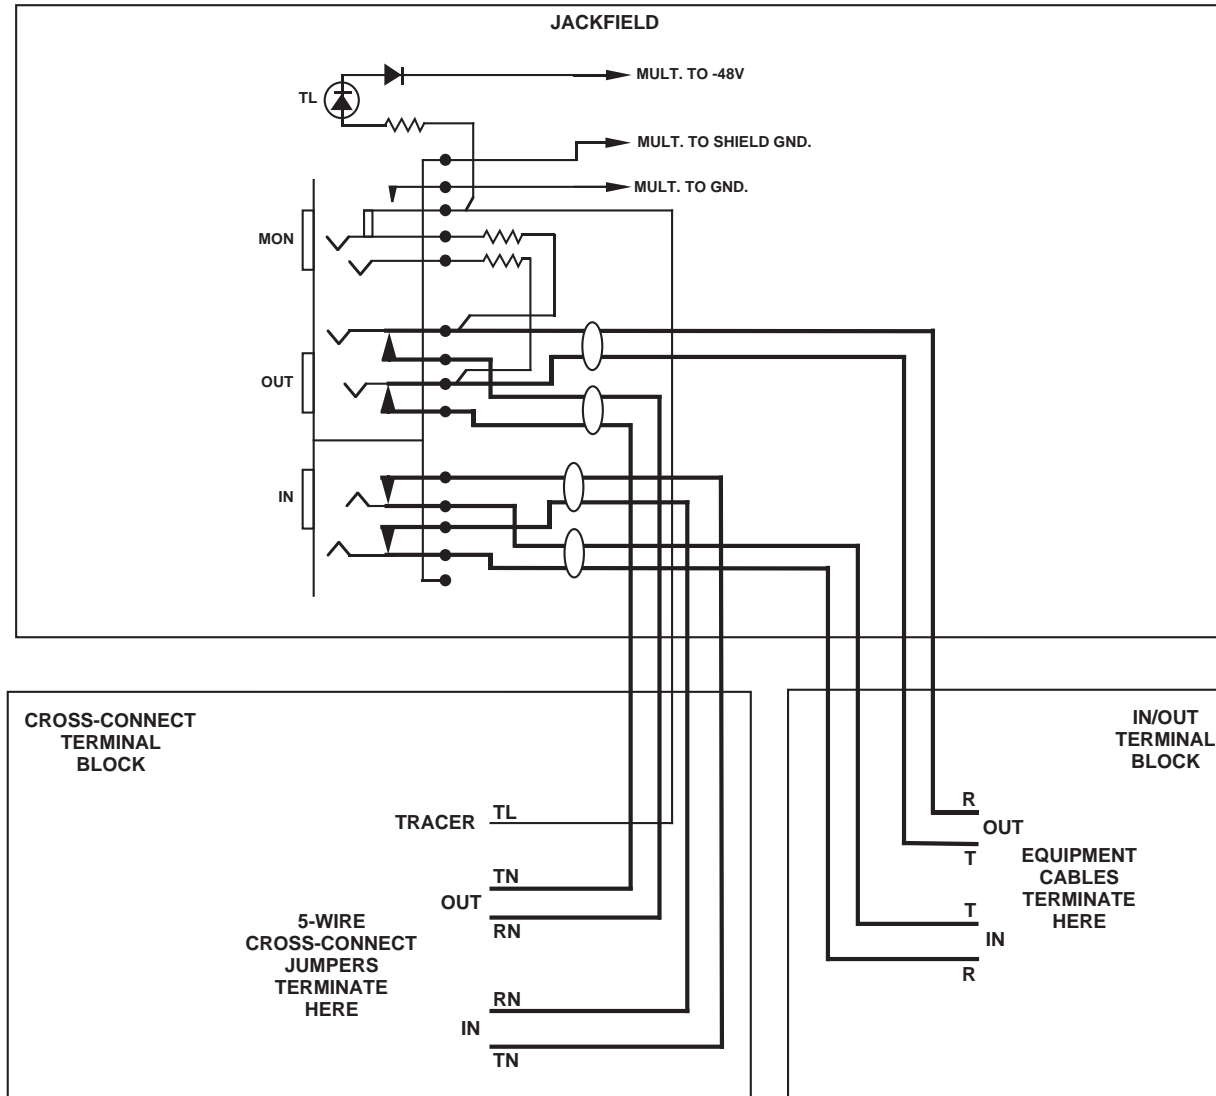 JACKFIELD
MULT. TO -48V
TL
MULT. TO SHIELD GND.
MULT. TO GND.
MON
OUT
IN
CROSS-CONNECT
TERMINAL
BLOCK
TRACER
TL
TN
OUT
RN
5-WIRE
CROSS-CONNECT
JUMPERS
TERMINATE
HERE
RN
IN
TN
IN/OUT
TERMINAL
BLOCK
R
OUT
T
EQUIPMENT
CABLES
TERMINATE
HERE
T
IN
R